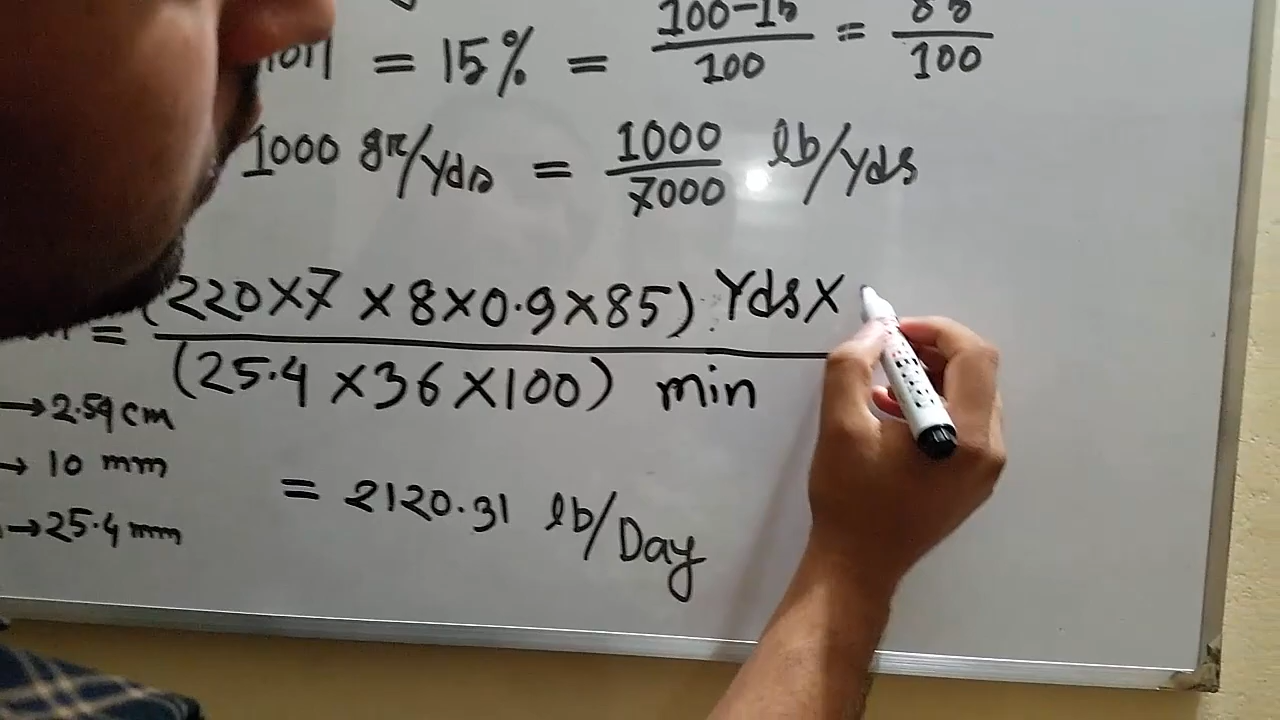 = 15% = 100-15/100 = 85/100
1000 gr/yds = 1000/7000 lb/yds
= (220×7 ×8×0.9×85) Yds×
(25.4 ×36 ×100) min
→2.54 cm
→ 10 mm
→25.4 mm
= 2120.31 lb/Day